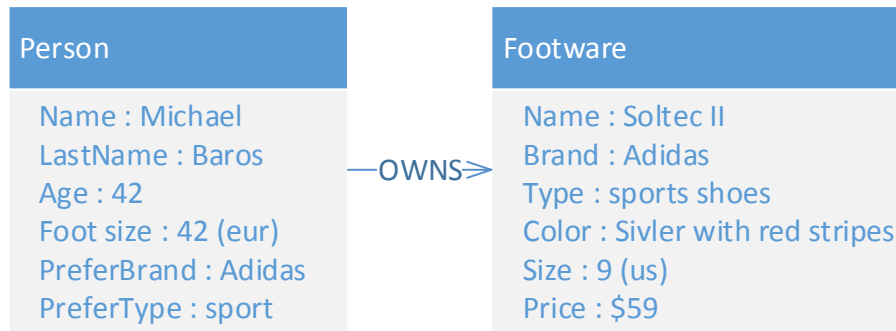 Person
Name : Michael
LastName : Baros
Age : 42
Foot size : 42 (eur)
PreferBrand : Adidas
PreferType : sport
OWNS
Footware
Name : Soltec II
Brand : Adidas
Type : sports shoes
Color : Sivler with red stripes
Size : 9 (us)
Price : $59